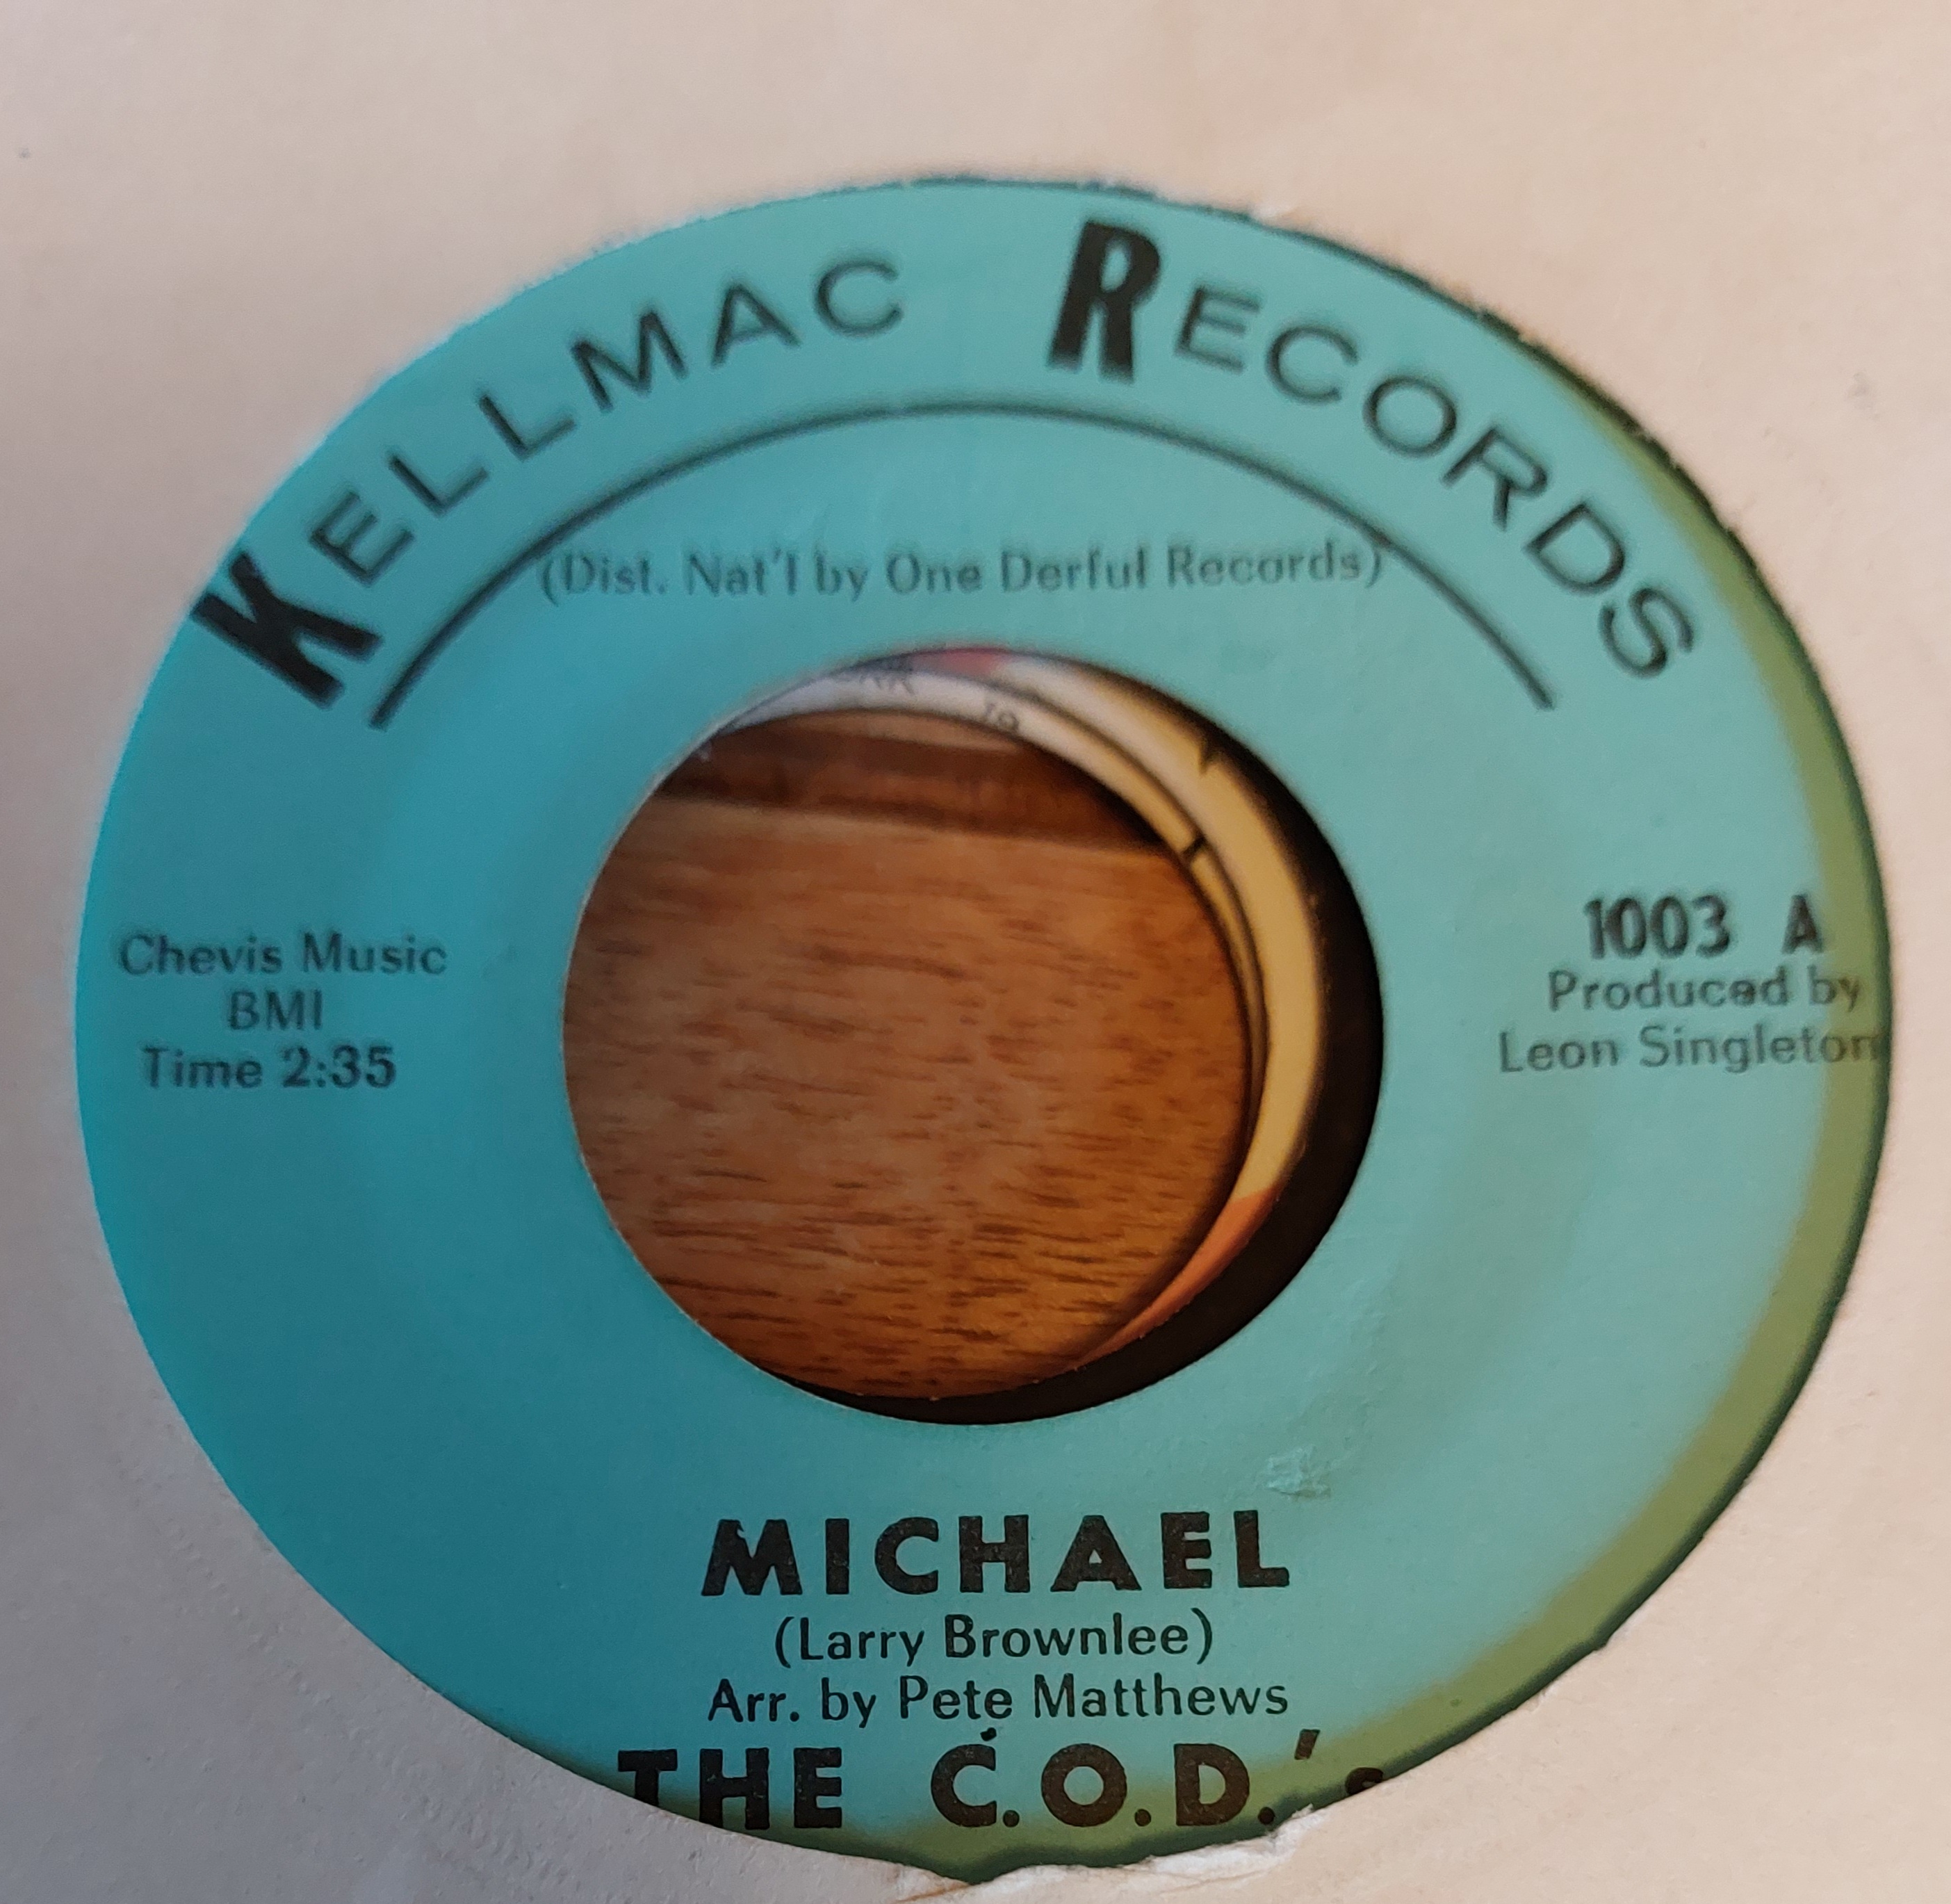 KELLMAC RECORDS
(Dist. Nat'l by One Derful Records)
Chevis Music
BMI
Time 2:35
1003 A
Produced by
Leon Singleton
MICHAEL
(Larry Brownlee)
Arr. by Pete Matthews
THE C.O.D.'s